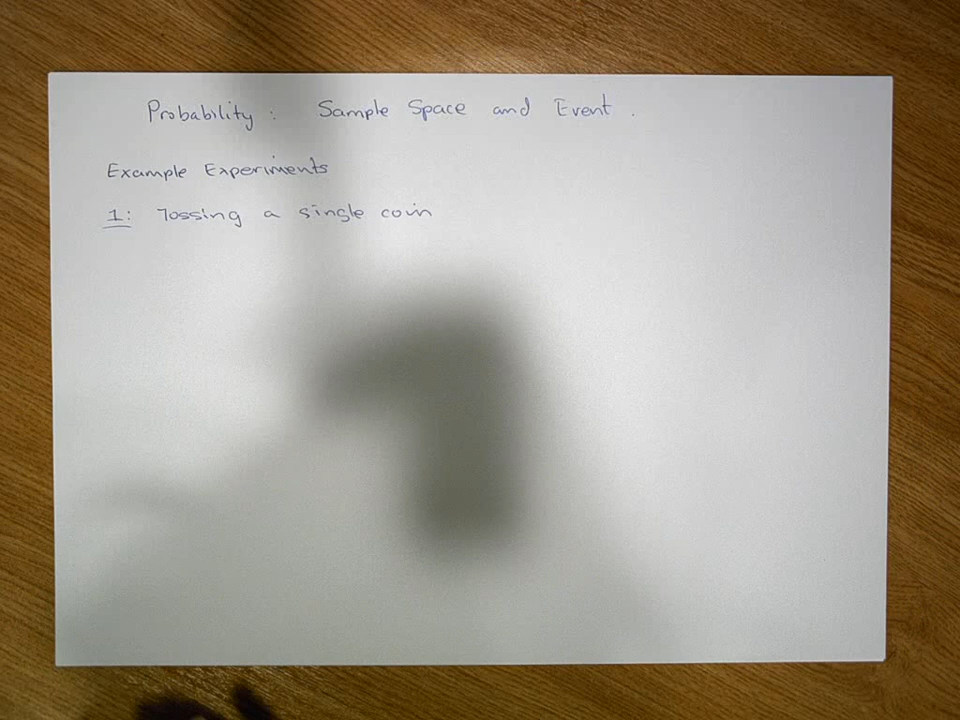 Probability : Sample Space and Event .
Example Experiments
1: Tossing a single coin